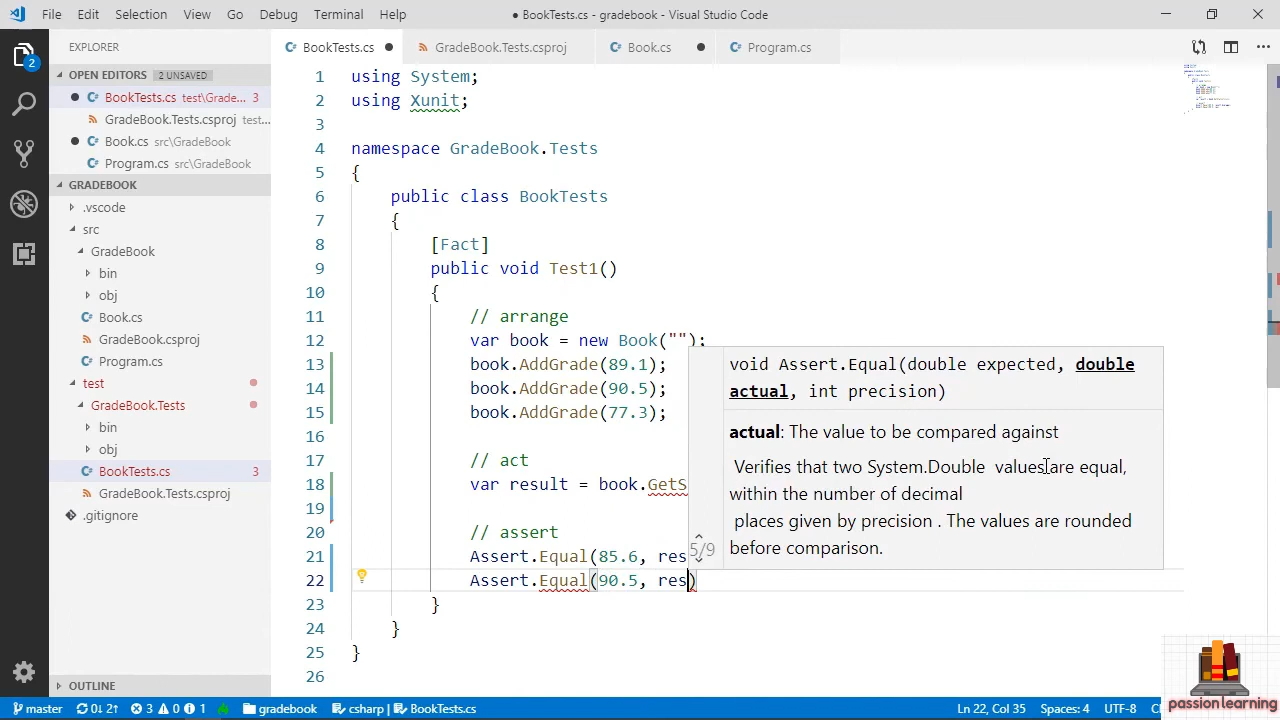 File Edit Selection View Go Debug Terminal Help
● BookTests.cs - gradebook - Visual Studio Code
EXPLORER
OPEN EDITORS 2 UNSAVED
BookTests.cs test\Grade... 3
GradeBook.Tests.csproj test...
Book.cs src\GradeBook
Program.cs src\GradeBook
GRADEBOOK
.vscode
src
GradeBook
bin
obj
Book.cs
GradeBook.csproj
Program.cs
test
GradeBook.Tests
bin
obj
BookTests.cs 3
GradeBook.Tests.csproj
.gitignore
OUTLINE
2
BookTests.cs
GradeBook.Tests.csproj
Book.cs
Program.cs
1 using System;
2 using Xunit;
3
4 namespace GradeBook.Tests
5 {
6 public class BookTests
7 {
8 [Fact]
9 public void Test1()
10 {
11 // arrange
12 var book = new Book("");
13 book.AddGrade(89.1);
14 book.AddGrade(90.5);
15 book.AddGrade(77.3);
16
17 // act
18 var result = book.GetS
19
20 // assert
21 Assert.Equal(85.6, res
22 Assert.Equal(90.5, res)
23 }
24 }
25 }
26
void Assert.Equal(double expected, double
actual, int precision)
actual: The value to be compared against
Verifies that two System.Double values are equal,
within the number of decimal
places given by precision . The values are rounded
before comparison.
5/9
passion learning
master 0↓ 2↑ 3 0 1 gradebook csharp | BookTests.cs
Ln 22, Col 35 Spaces: 4 UTF-8